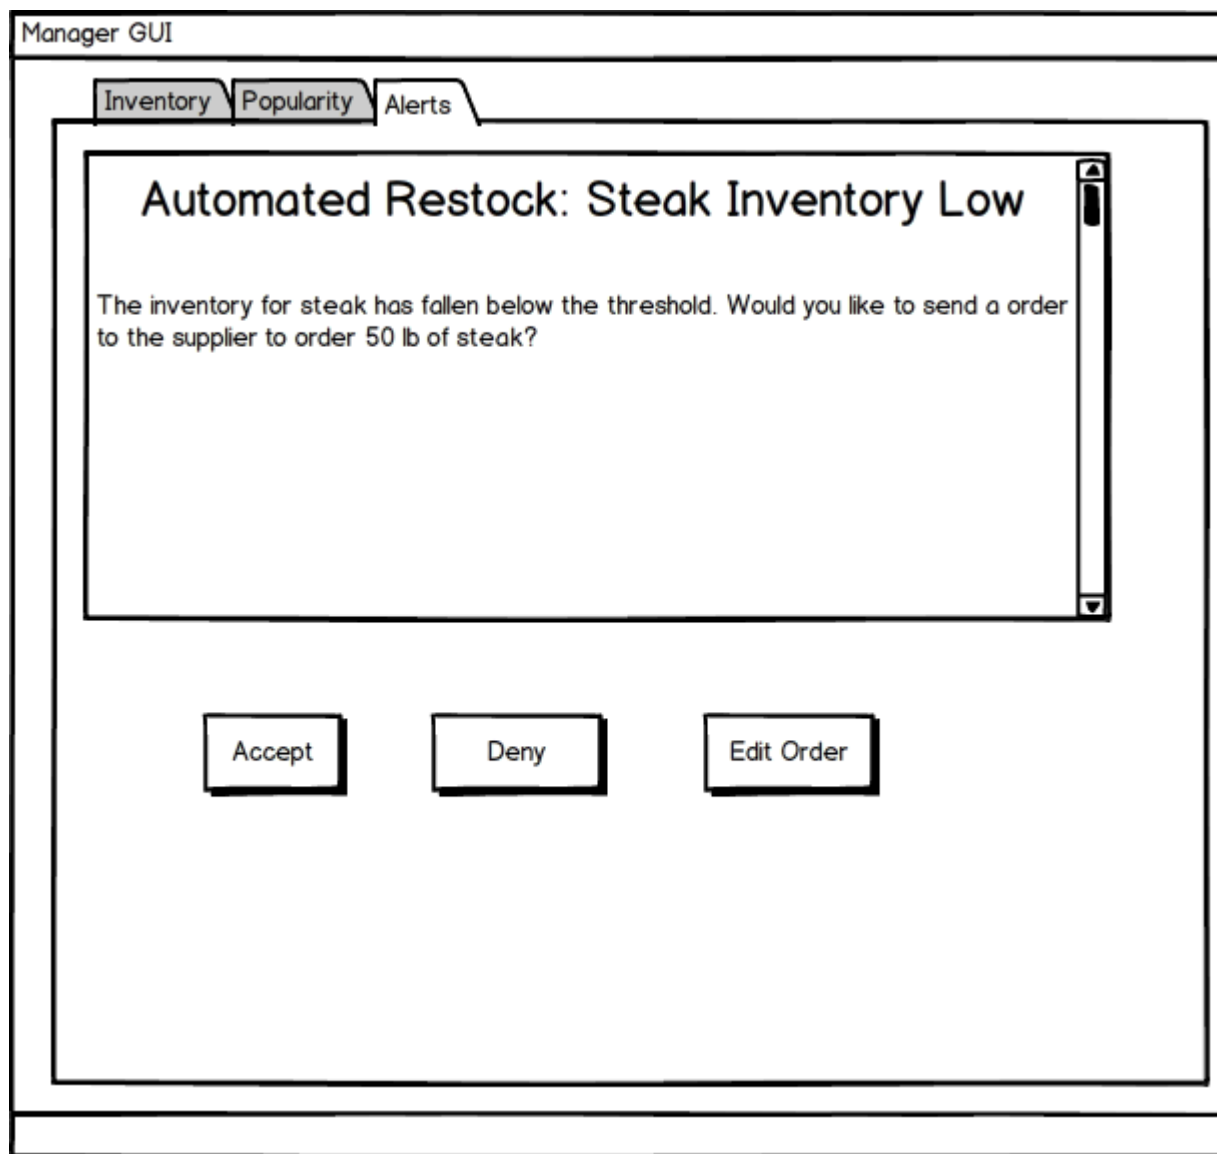 Manager GUI
Inventory Popularity Alerts
Automated Restock: Steak Inventory Low
The inventory for steak has fallen below the threshold. Would you like to send a order
to the supplier to order 50 lb of steak?
Accept Deny Edit Order